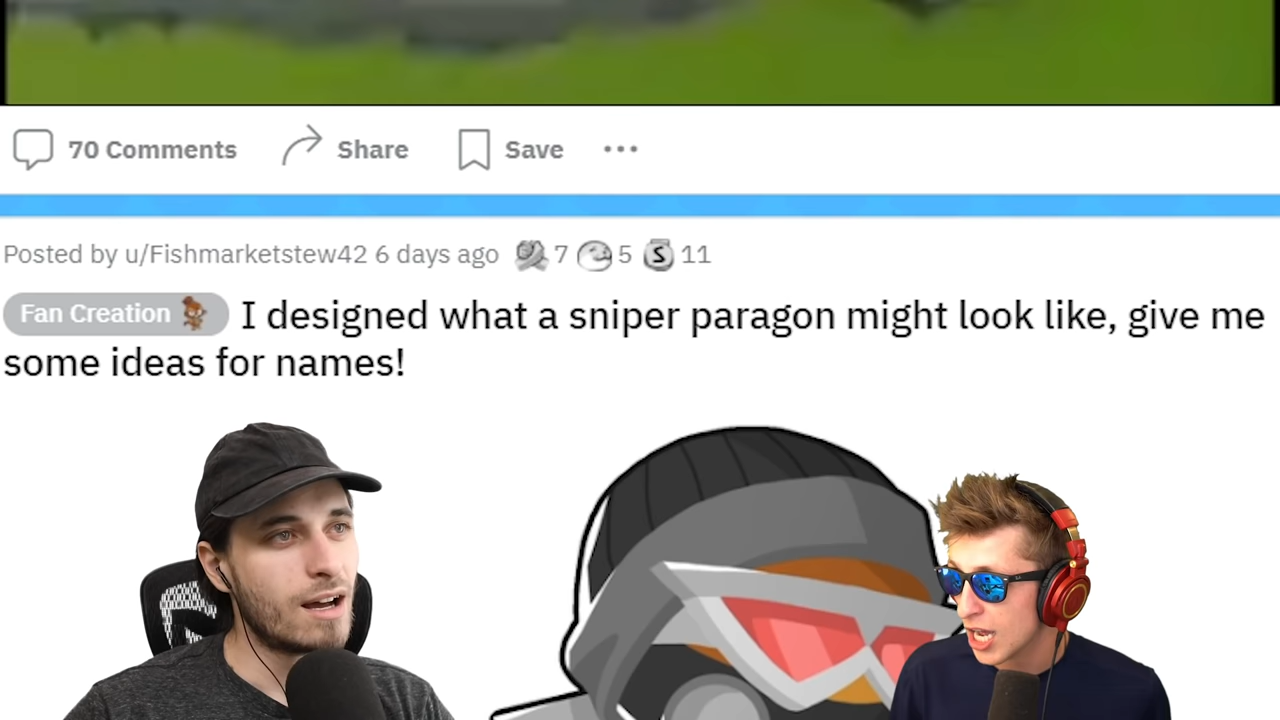 70 Comments Share Save
Posted by u/Fishmarketstew42 6 days ago 7 5 S 11
Fan Creation I designed what a sniper paragon might look like, give me
some ideas for names!